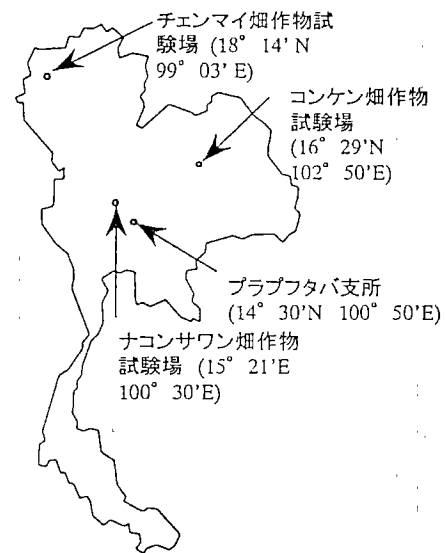 チェンマイ畑作物試
験場 (18° 14' N
99° 03' E)
コンケン畑作物
試験場
(16° 29'N
102° 50'E)
プラプフタバ支所
(14° 30'N 100° 50'E)
ナコンサワン畑作物
試験場 (15° 21'E
100° 30'E)